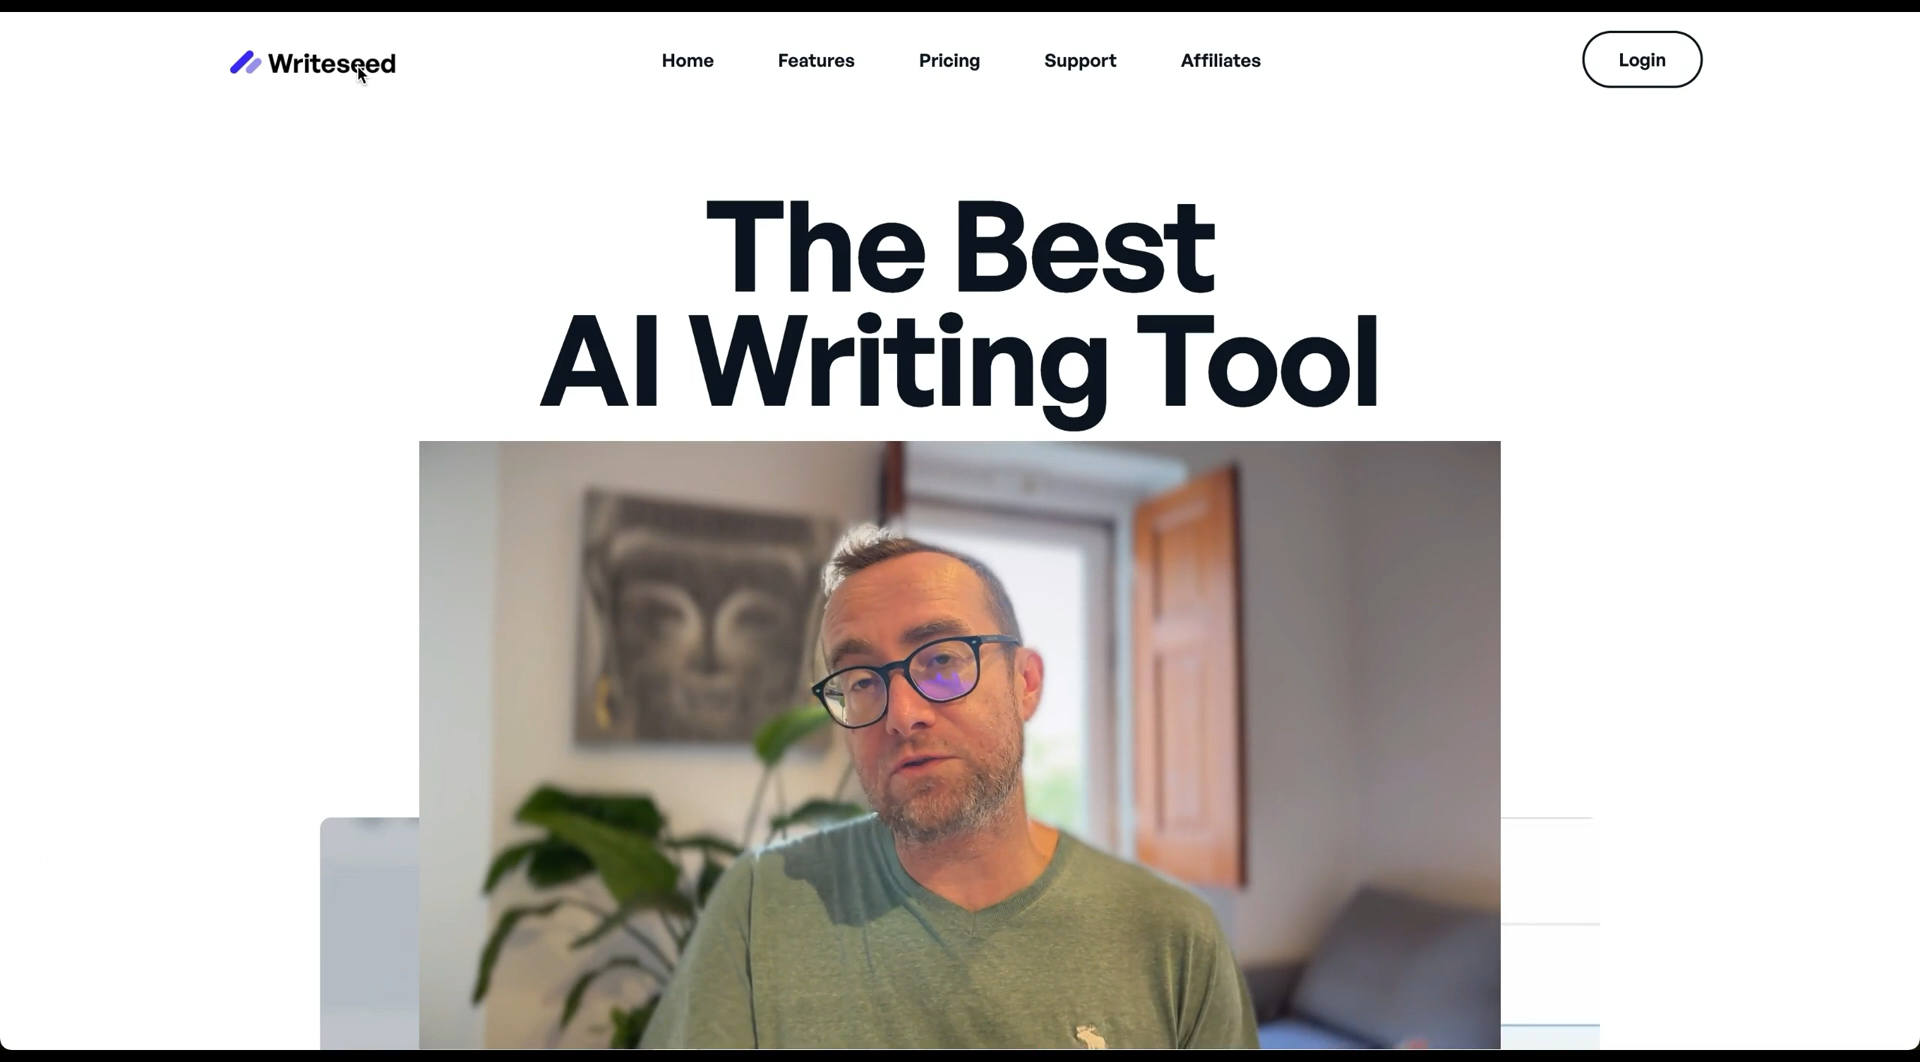 Writeseed
Home
Features
Pricing
Support
Affiliates
Login
The Best
AI Writing Tool